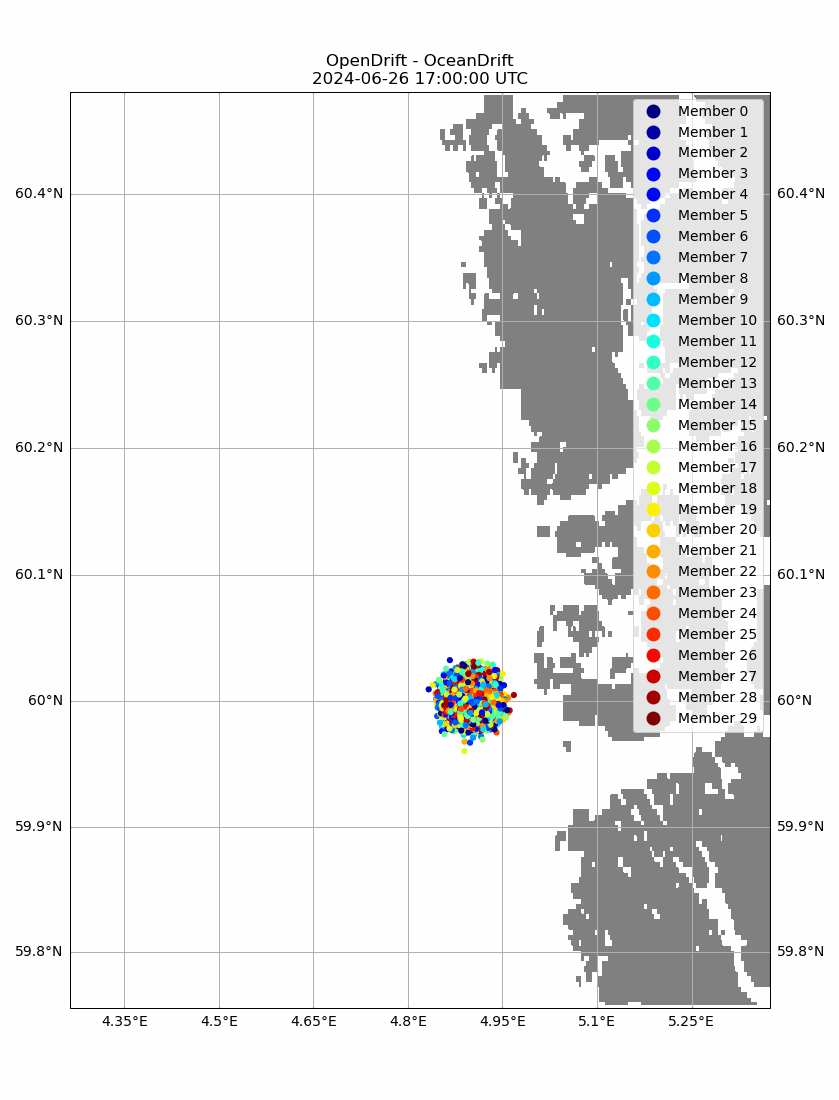 OpenDrift - OceanDrift
2024-06-26 17:00:00 UTC
Member 0
Member 1
Member 2
Member 3
Member 4
Member 5
Member 6
Member 7
Member 8
Member 9
Member 10
Member 11
Member 12
Member 13
Member 14
Member 15
Member 16
Member 17
Member 18
Member 19
Member 20
Member 21
Member 22
Member 23
Member 24
Member 25
Member 26
Member 27
Member 28
Member 29
60.4°N 60.4°N
60.3°N 60.3°N
60.2°N 60.2°N
60.1°N 60.1°N
60°N 60°N
59.9°N 59.9°N
59.8°N 59.8°N
4.35°E 4.5°E 4.65°E 4.8°E 4.95°E 5.1°E 5.25°E